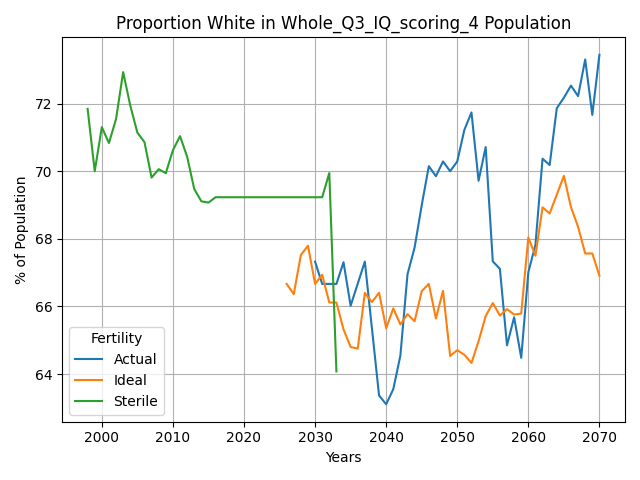 Proportion White in Whole_Q3_IQ_scoring_4 Population
% of Population
72
70
68
66
64
Fertility
Actual
Ideal
Sterile
2000
2010
2020
2030
2040
2050
2060
2070
Years